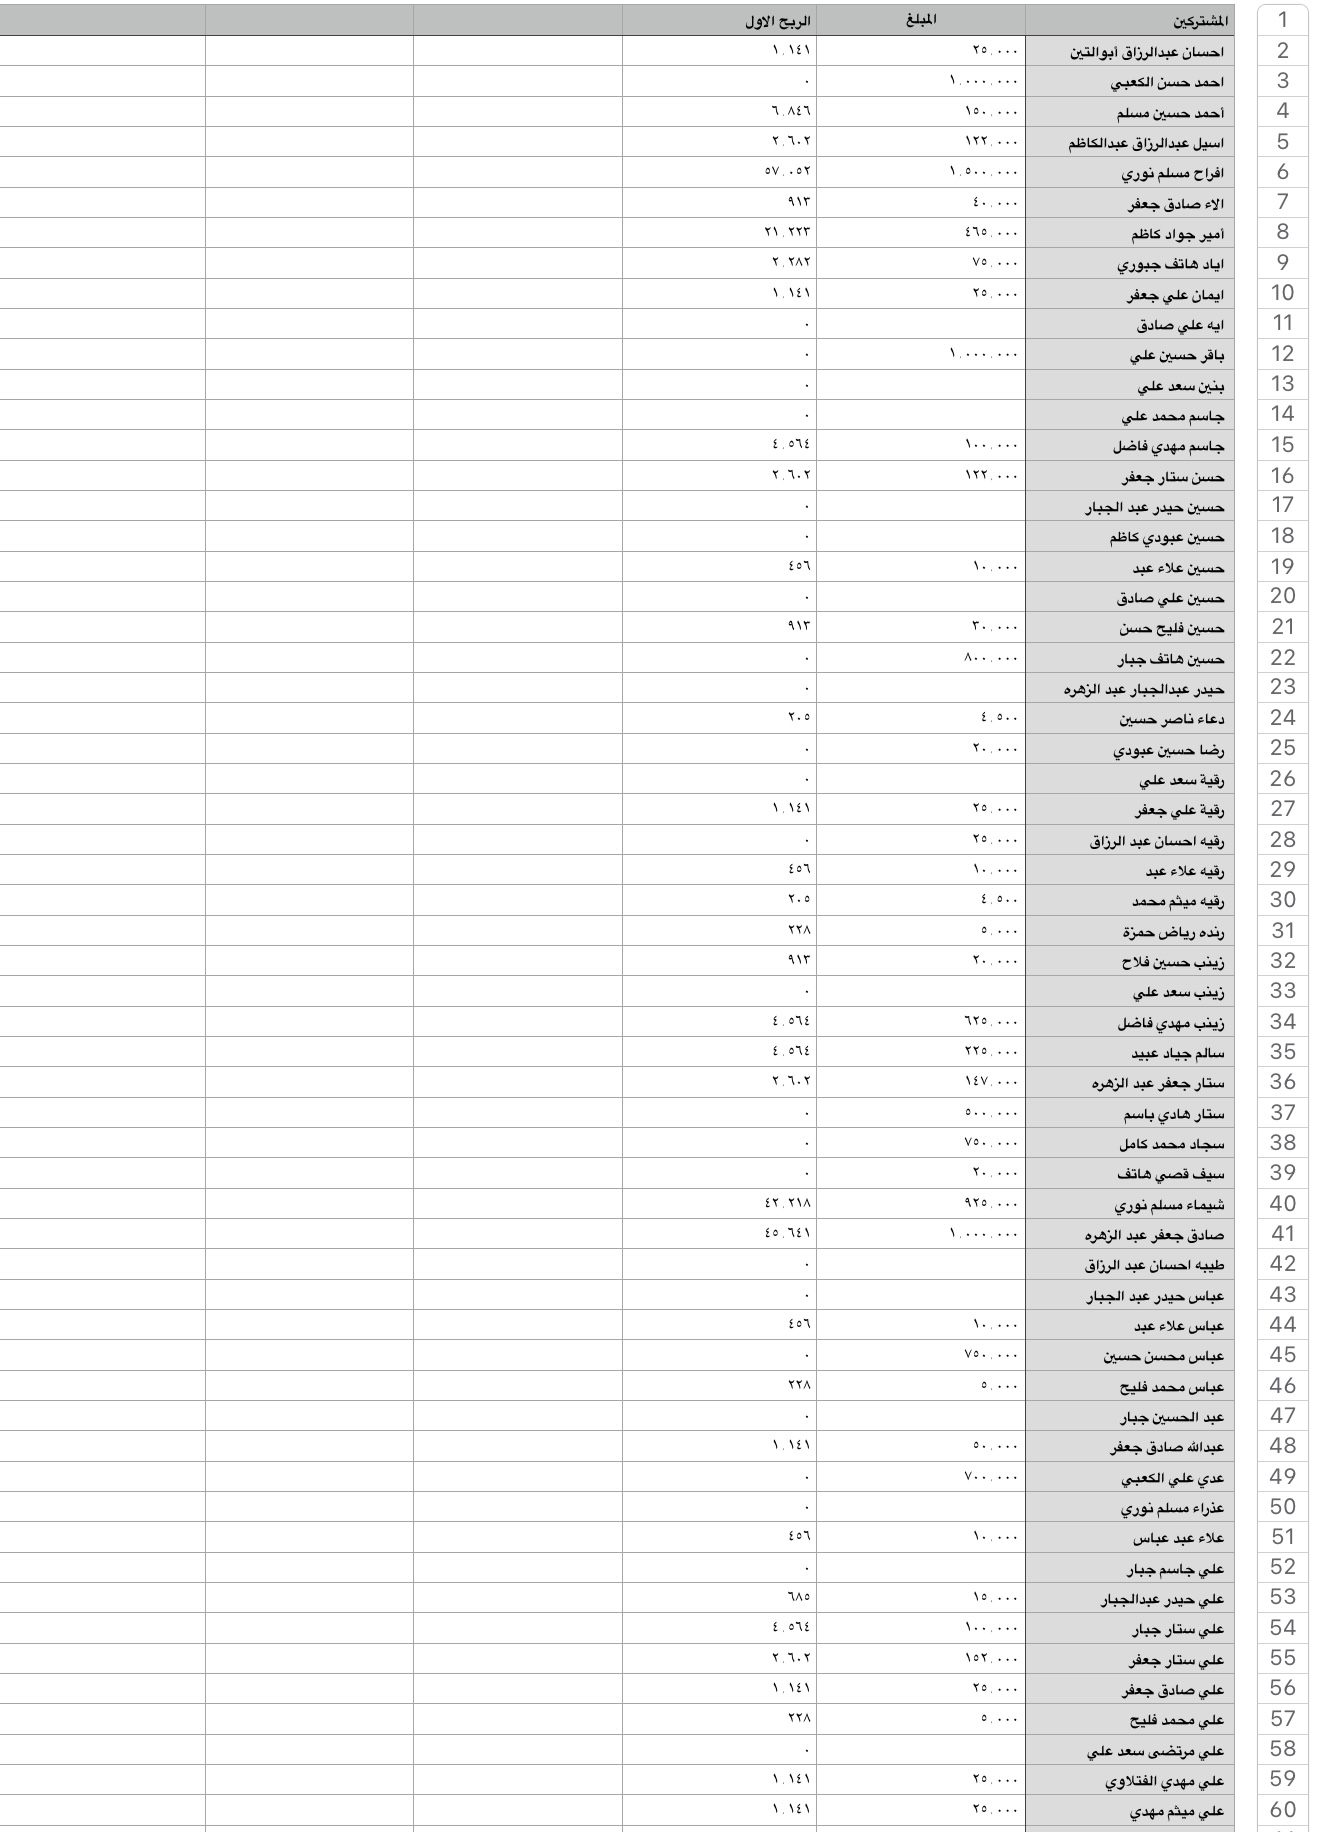 المشتركين المبلغ الربح الاول 1
احسان عبدالرزاق أبوالتين ٢٥.٠٠٠ ١.١٤١ 2
احمد حسن الكعبي ١.٠٠٠.٠٠٠ ٠ 3
أحمد حسين مسلم ١٥٠.٠٠٠ ٦.٨٤٦ 4
اسيل عبدالرزاق عبدالكاظم ١٢٢.٠٠٠ ٢.٦٠٢ 5
افراح مسلم نوري ١.٥٠٠.٠٠٠ ٥٧.٠٥٢ 6
الاء صادق جعفر ٤٠.٠٠٠ ٩١٣ 7
أمير جواد كاظم ٤٦٥.٠٠٠ ٢١.٢٢٣ 8
اياد هاتف جبوري ٧٥.٠٠٠ ٢.٢٨٢ 9
ايمان علي جعفر ٢٥.٠٠٠ ١.١٤١ 10
ايه علي صادق ٠ 11
باقر حسين علي ١.٠٠٠.٠٠٠ ٠ 12
بنين سعد علي ٠ 13
جاسم محمد علي ٠ 14
جاسم مهدي فاضل ١٠٠.٠٠٠ ٤.٥٦٤ 15
حسن ستار جعفر ١٢٢.٠٠٠ ٢.٦٠٢ 16
حسين حيدر عبد الجبار ٠ 17
حسين عبودي كاظم ٠ 18
حسين علاء عبد ١٠.٠٠٠ ٤٥٦ 19
حسين علي صادق ٠ 20
حسين فليح حسن ٣٠.٠٠٠ ٩١٣ 21
حسين هاتف جبار ٨٠٠.٠٠٠ ٠ 22
حيدر عبدالجبار عبد الزهره ٠ 23
دعاء ناصر حسين ٤.٥٠٠ ٢٠٥ 24
رضا حسين عبودي ٢٠.٠٠٠ ٠ 25
رقية سعد علي ٠ 26
رقية علي جعفر ٢٥.٠٠٠ ١.١٤١ 27
رقيه احسان عبد الرزاق ٢٥.٠٠٠ ٠ 28
رقيه علاء عبد ١٠.٠٠٠ ٤٥٦ 29
رقيه ميثم محمد ٤.٥٠٠ ٢٠٥ 30
رنده رياض حمزة ٥.٠٠٠ ٢٢٨ 31
زينب حسين فلاح ٢٠.٠٠٠ ٩١٣ 32
زينب سعد علي ٠ 33
زينب مهدي فاضل ٦٢٥.٠٠٠ ٤.٥٦٤ 34
سالم جياد عبيد ٢٢٥.٠٠٠ ٤.٥٦٤ 35
ستار جعفر عبد الزهره ١٤٧.٠٠٠ ٢.٦٠٢ 36
ستار هادي باسم ٥٠٠.٠٠٠ ٠ 37
سجاد محمد كامل ٧٥٠.٠٠٠ ٠ 38
سيف قصي هاتف ٢٠.٠٠٠ ٠ 39
شيماء مسلم نوري ٩٢٥.٠٠٠ ٤٢.٢١٨ 40
صادق جعفر عبد الزهره ١.٠٠٠.٠٠٠ ٤٥.٦٤١ 41
طيبه احسان عبد الرزاق ٠ 42
عباس حيدر عبد الجبار ٠ 43
عباس علاء عبد ١٠.٠٠٠ ٤٥٦ 44
عباس محسن حسين ٧٥٠.٠٠٠ ٠ 45
عباس محمد فليح ٥.٠٠٠ ٢٢٨ 46
عبد الحسين جبار ٠ 47
عبدالله صادق جعفر ٥٠.٠٠٠ ١.١٤١ 48
عدي علي الكعبي ٧٠٠.٠٠٠ ٠ 49
عذراء مسلم نوري ٠ 50
علاء عبد عباس ١٠.٠٠٠ ٤٥٦ 51
علي جاسم جبار ٠ 52
علي حيدر عبدالجبار ١٥.٠٠٠ ٦٨٥ 53
علي ستار جبار ١٠٠.٠٠٠ ٤.٥٦٤ 54
علي ستار جعفر ١٥٢.٠٠٠ ٢.٦٠٢ 55
علي صادق جعفر ٢٥.٠٠٠ ١.١٤١ 56
علي محمد فليح ٥.٠٠٠ ٢٢٨ 57
علي مرتضى سعد علي ٠ 58
علي مهدي الفتلاوي ٢٥.٠٠٠ ١.١٤١ 59
علي ميثم مهدي ٢٥.٠٠٠ ١.١٤١ 60